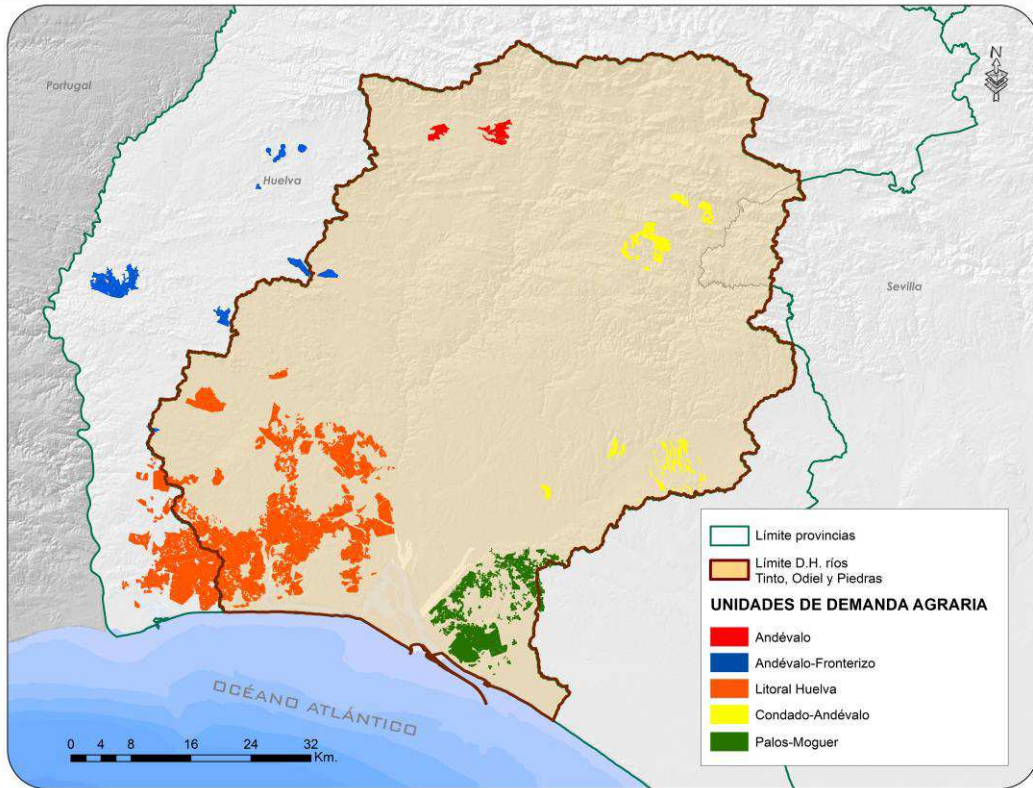 N
Portugal
Huelva
Sevilla
OCÉANO ATLÁNTICO
0 4 8 16 24 32
Km.
Límite provincias
Límite D.H. ríos
Tinto, Odiel y Piedras
UNIDADES DE DEMANDA AGRARIA
Andévalo
Andévalo-Fronterizo
Litoral Huelva
Condado-Andévalo
Palos-Moguer